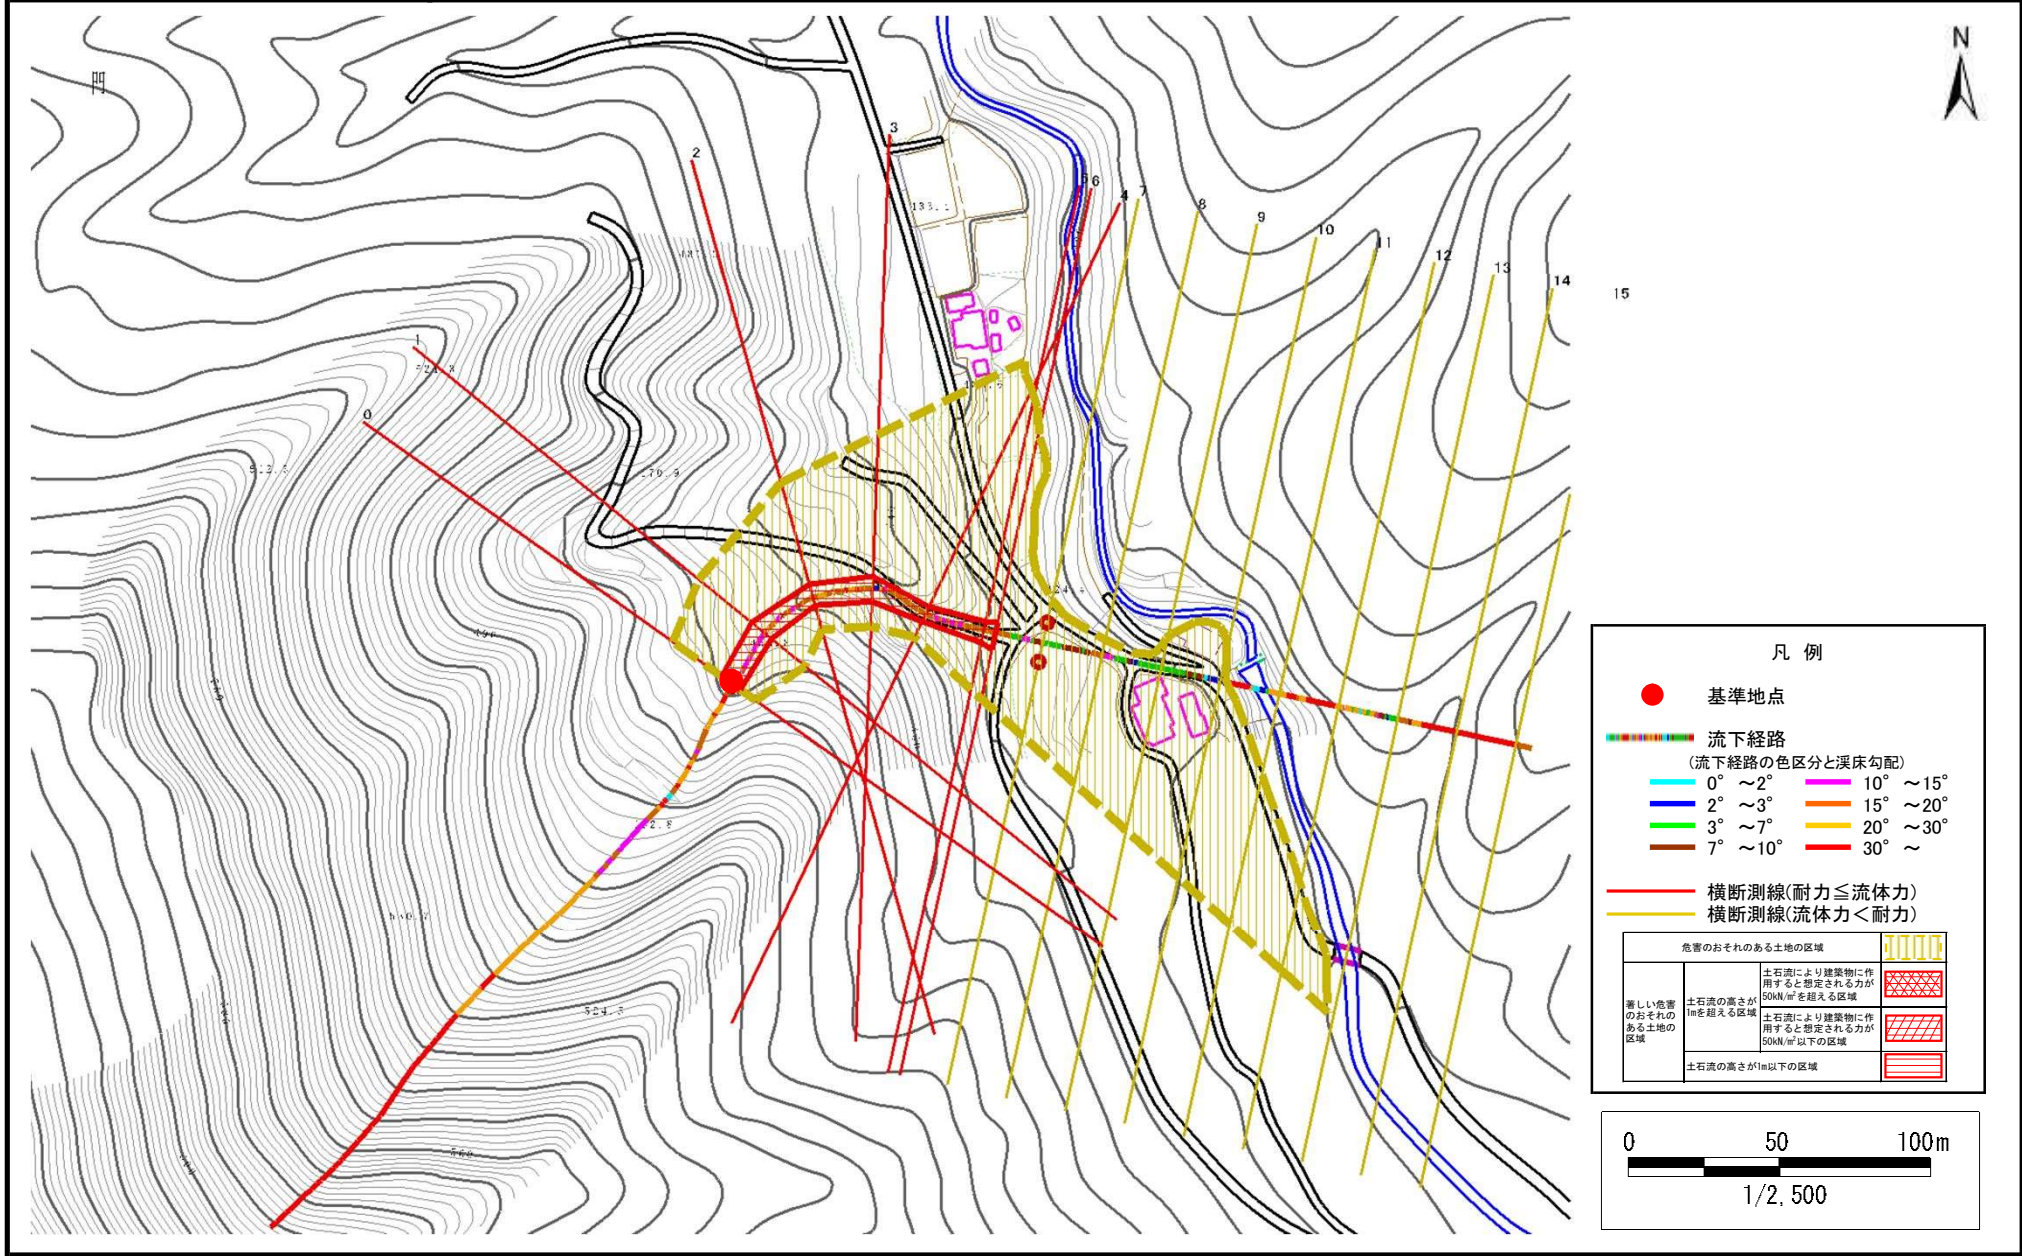 門
N
3
2
5
6
4
7
8
9
10
11
12
13
14
15
1
0
凡 例
基準地点
流下経路
(流下経路の色区分と渓床勾配)
0° ～2°
10° ～15°
2° ～3°
15° ～20°
3° ～7°
20° ～30°
7° ～10°
30° ～
横断測線(耐力≦流体力)
横断測線(流体力＜耐力)
危害のおそれのある土地の区域
著しい危害
のおそれの
ある土地の
区域
土石流の高さが
1mを超える区域
土石流により建築物に作
用すると想定される力が
50kN/m²を超える区域
土石流により建築物に作
用すると想定される力が
50kN/m²以下の区域
土石流の高さが1m以下の区域
0 50 100m
1/2,500